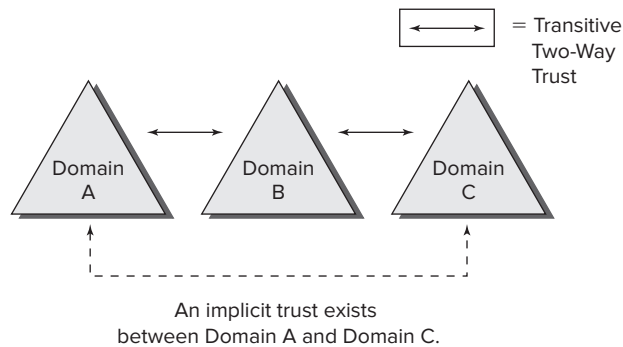 = Transitive
Two-Way
Trust
Domain
A
Domain
B
Domain
C
An implicit trust exists
between Domain A and Domain C.